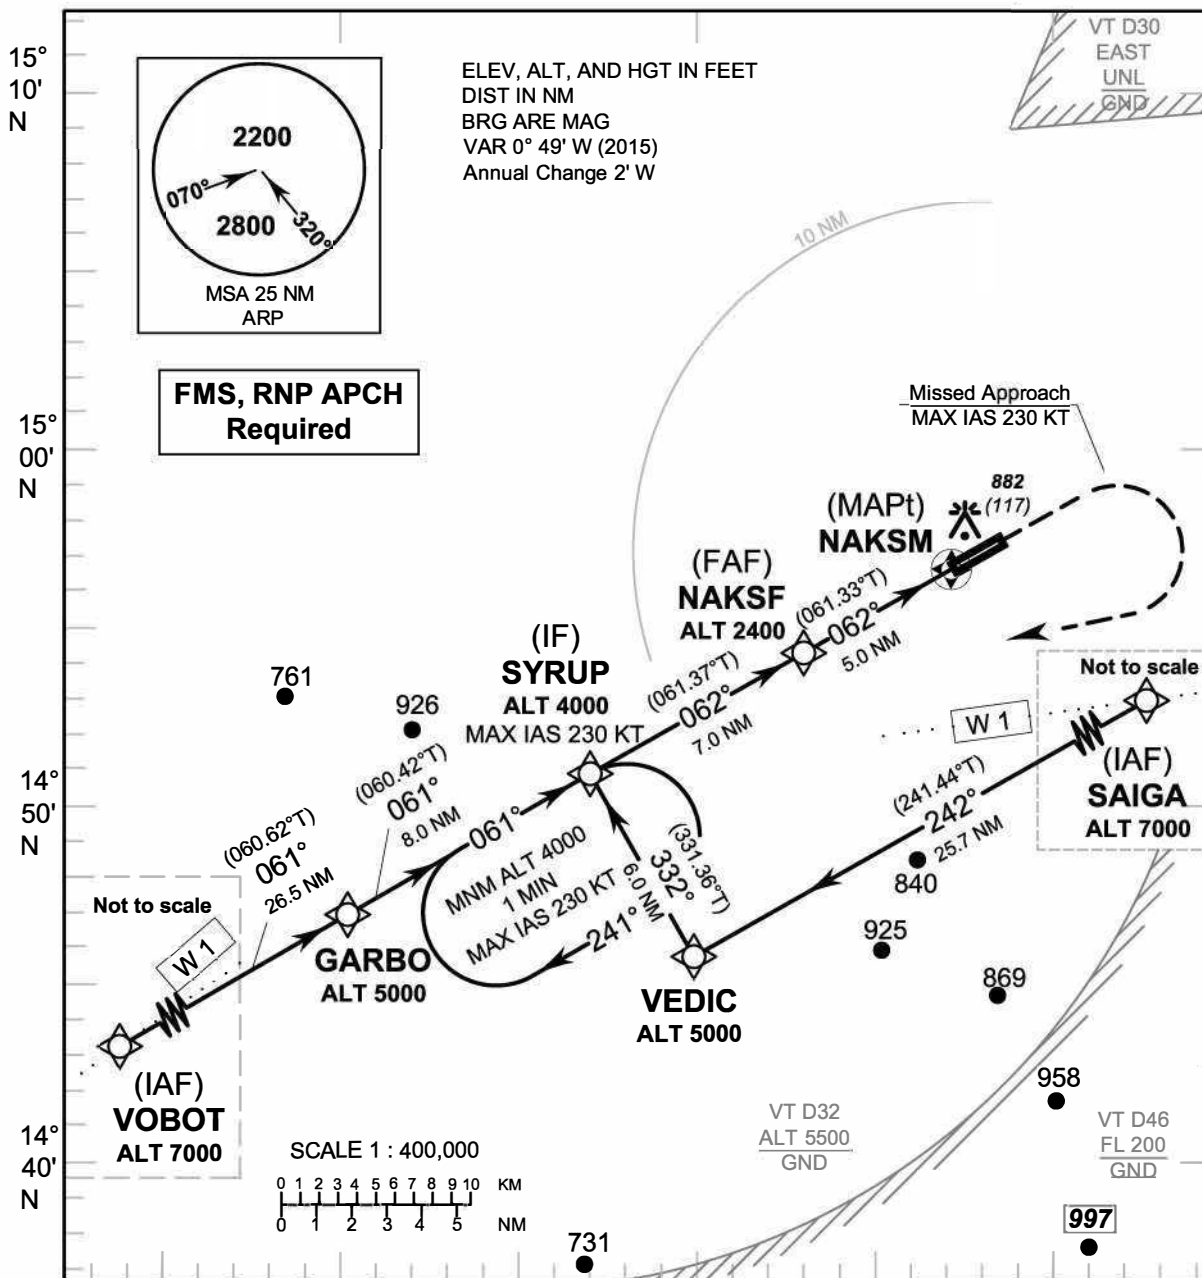 15°
10'
N
2200
070°
2800
320°
MSA 25 NM
ARP
ELEV, ALT, AND HGT IN FEET
DIST IN NM
BRG ARE MAG
VAR 0° 49' W (2015)
Annual Change 2' W
VT D30
EAST
UNL
GND
10 NM
FMS, RNP APCH
Required
Missed Approach
MAX IAS 230 KT
15°
00'
N
882
(117)
(MAPt)
NAKSM
(FAF)
NAKSF
ALT 2400
(061.33°T)
062°
5.0 NM
(IF)
SYRUP
ALT 4000
MAX IAS 230 KT
(061.37°T)
062°
7.0 NM
761
926
Not to scale
W 1
(IAF)
SAIGA
ALT 7000
14°
50'
N
(060.62°T)
061°
26.5 NM
(060.42°T)
061°
8.0 NM
061°
MNM ALT 4000
1 MIN
MAX IAS 230 KT
241°
(331.36°T)
332°
6.0 NM
(241.44°T)
242°
25.7 NM
840
925
869
Not to scale
W 1
GARBO
ALT 5000
VEDIC
ALT 5000
(IAF)
VOBOT
ALT 7000
958
VT D32
ALT 5500
GND
VT D46
FL 200
GND
14°
40'
N
SCALE 1 : 400,000
0 1 2 3 4 5 6 7 8 9 10 KM
0 1 2 3 4 5 NM
731
997